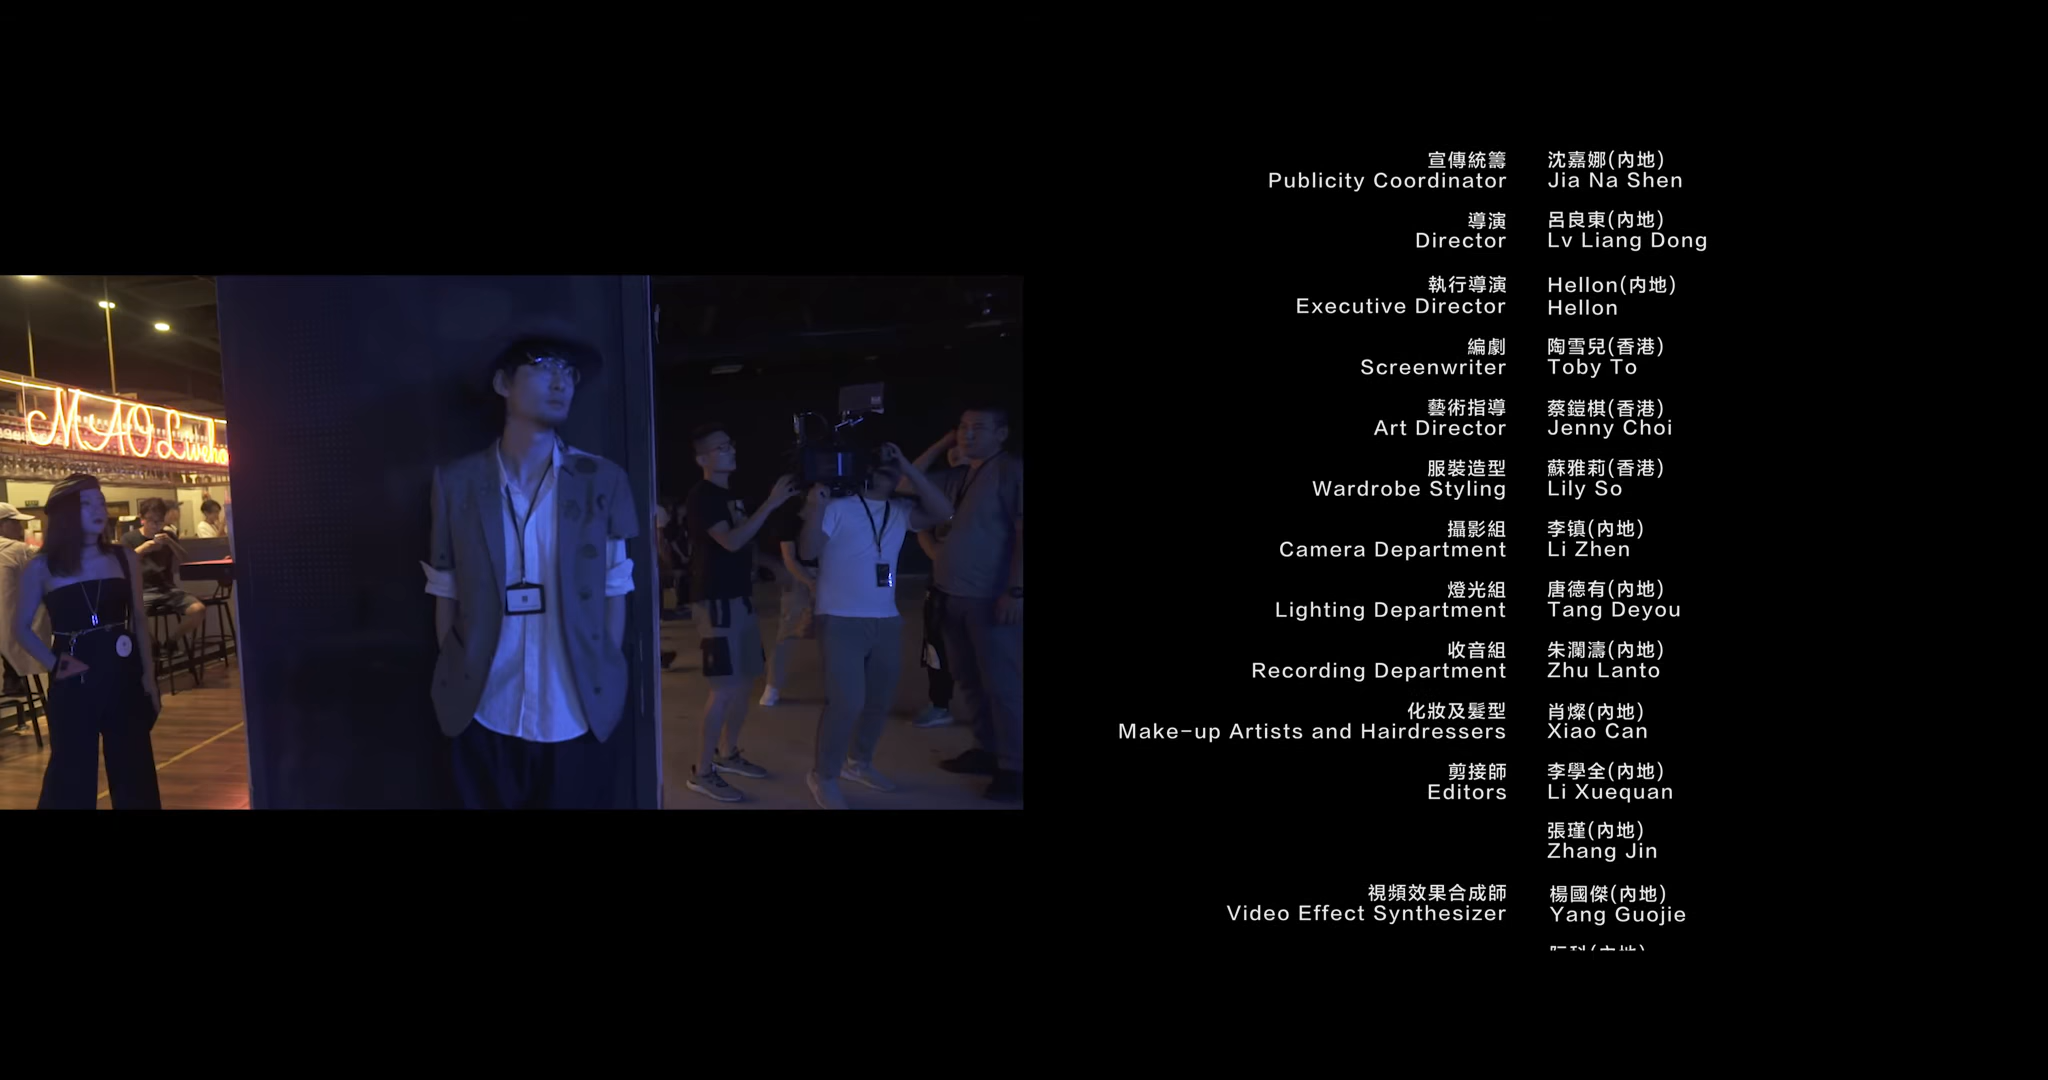 MAO Liveho
宣傳統籌 沈嘉娜(內地)
Publicity Coordinator Jia Na Shen
導演 呂良東(內地)
Director Lv Liang Dong
執行導演 Hellon(内地)
Executive Director Hellon
編劇 陶雪兒(香港)
Screenwriter Toby To
藝術指導 蔡鎧棋(香港)
Art Director Jenny Choi
服裝造型 蘇雅莉(香港)
Wardrobe Styling Lily So
攝影組 李镇(內地)
Camera Department Li Zhen
燈光組 唐德有(內地)
Lighting Department Tang Deyou
收音組 朱瀾濤(內地)
Recording Department Zhu Lanto
化妝及髮型 肖燦(內地)
Make-up Artists and Hairdressers Xiao Can
剪接師 李學全(內地)
Editors Li Xuequan
張瑾(內地)
Zhang Jin
視頻效果合成師 楊國傑(內地)
Video Effect Synthesizer Yang Guojie